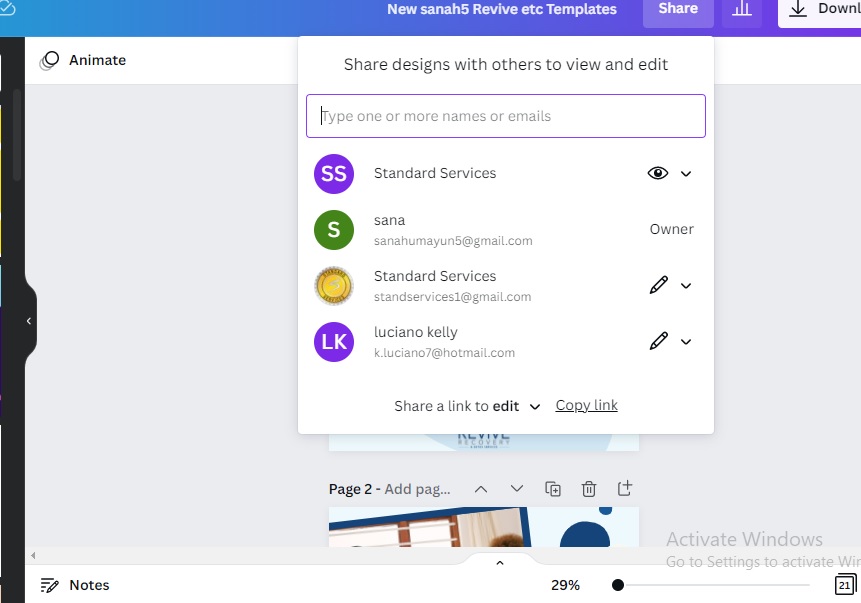 New sanah5 Revive etc Templates
Share
Downl
Animate
Share designs with others to view and edit
Type one or more names or emails
SS
Standard Services
S
sana
Owner
sanahumayun5@gmail.com
Standard Services
standservices1@gmail.com
LK
luciano kelly
k.luciano7@hotmail.com
Share a link to edit
Copy link
REVIVE
RECOVERY
Page 2 - Add pag...
Activate Windows
Go to Settings to activate Win
Notes
29%
21